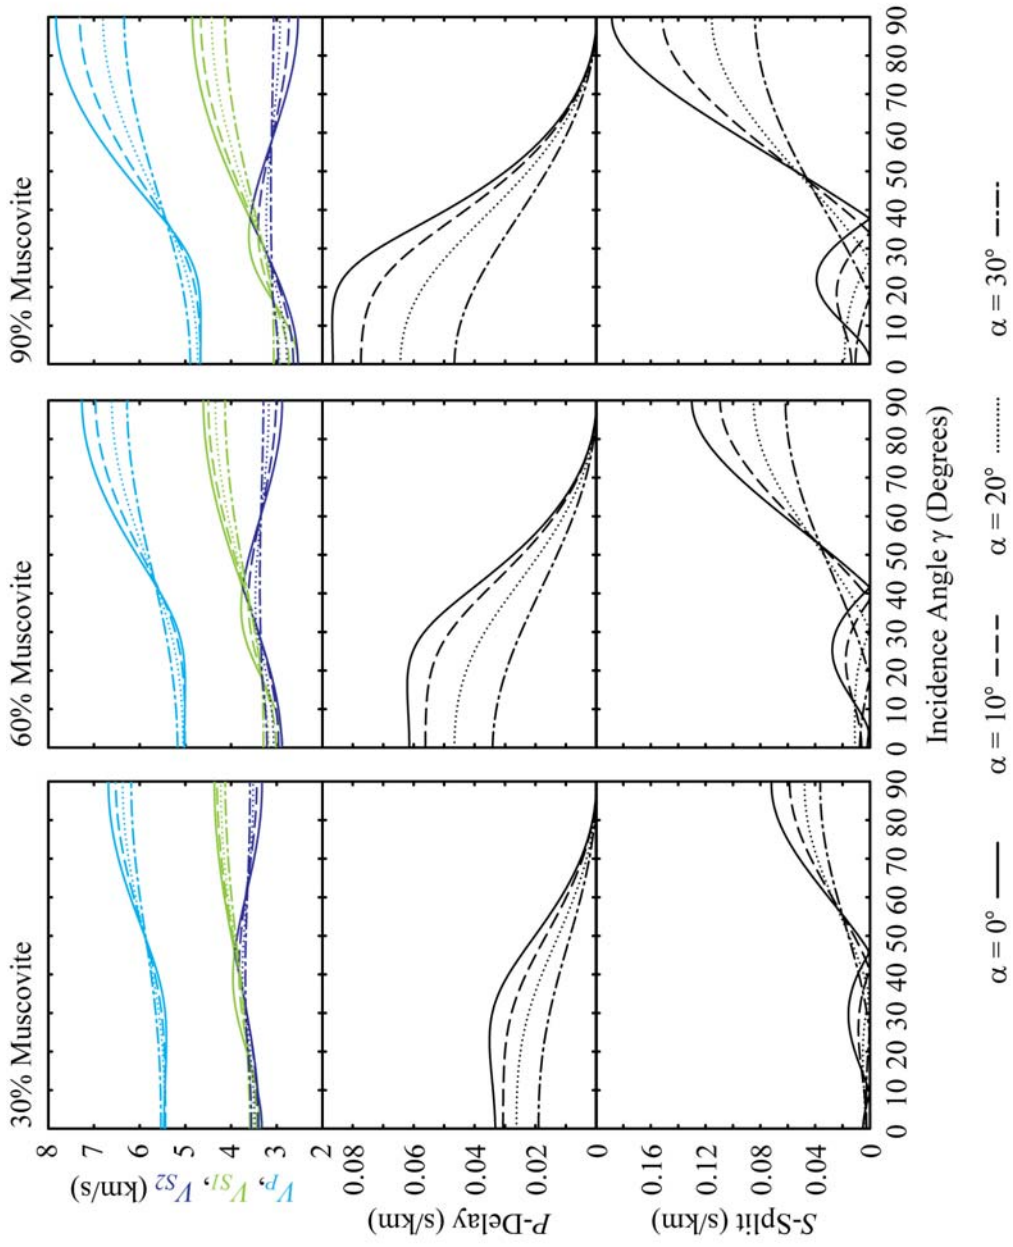 30% Muscovite
60% Muscovite
90% Muscovite
V_P, V_S1, V_S2
(km/s)
8
7
6
5
4
3
2
P-Delay (s/km)
0.08
0.06
0.04
0.02
0
S-Split (s/km)
0.16
0.12
0.08
0.04
0
0 10 20 30 40 50 60 70 80 90
0 10 20 30 40 50 60 70 80 90
0 10 20 30 40 50 60 70 80 90
Incidence Angle γ (Degrees)
α = 0° α = 10° α = 20° α = 30°